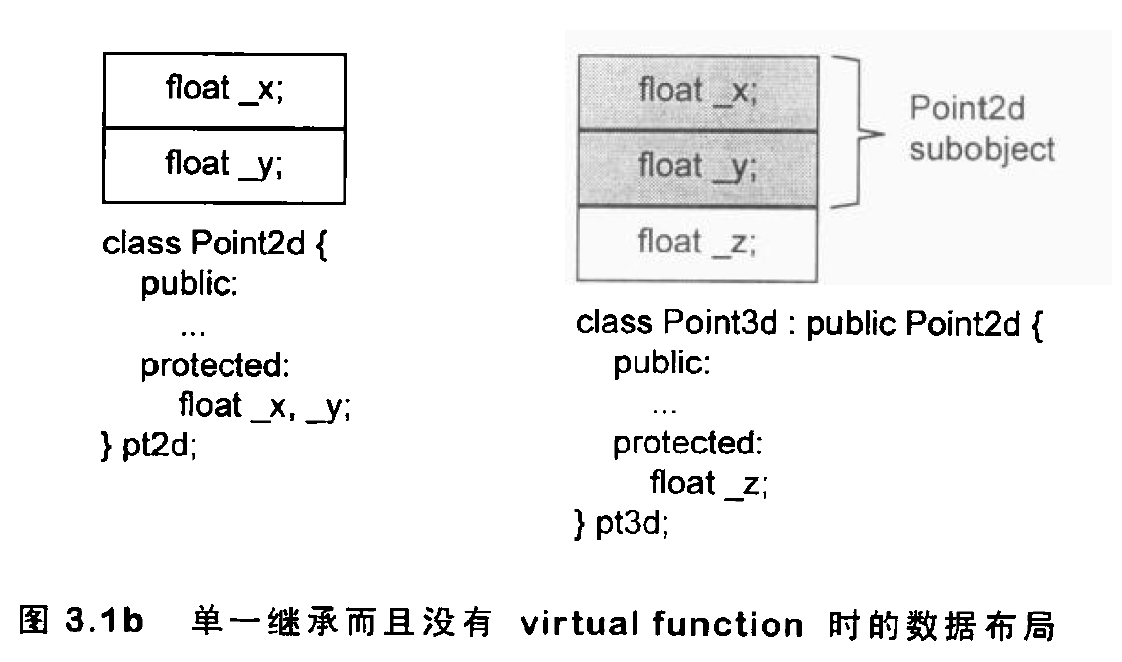 float _x;
float _y;
class Point2d {
public:
...
protected:
float _x, _y;
} pt2d;
float _x;
float _y;
float _z;
Point2d
subobject
class Point3d : public Point2d {
public:
...
protected:
float _z;
} pt3d;
图 3.1b 单一继承而且没有 virtual function 时的数据布局